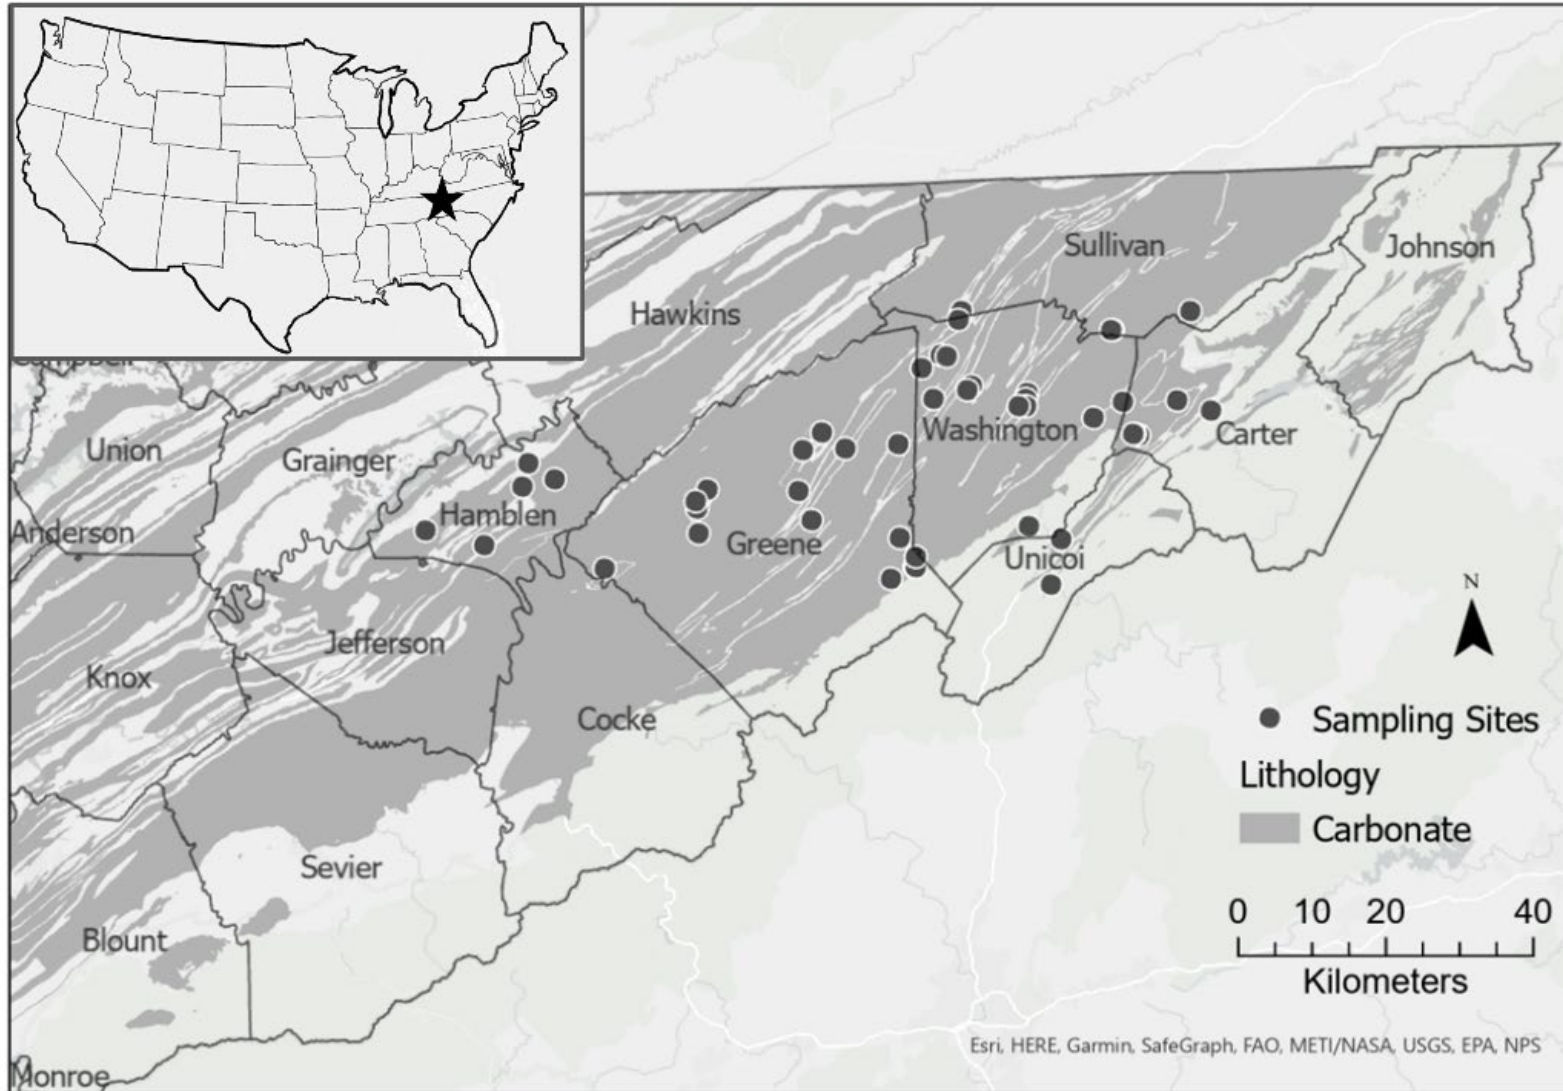 Sullivan
Johnson
Hawkins
Campbell
Union
Grainger
Washington
Carter
Anderson
Hamblen
Greene
Unicoi
Jefferson
Knox
Cocke
Sevier
Blount
Monroe
N
Sampling Sites
Lithology
Carbonate
0 10 20 40
Kilometers
Esri, HERE, Garmin, SafeGraph, FAO, METI/NASA, USGS, EPA, NPS